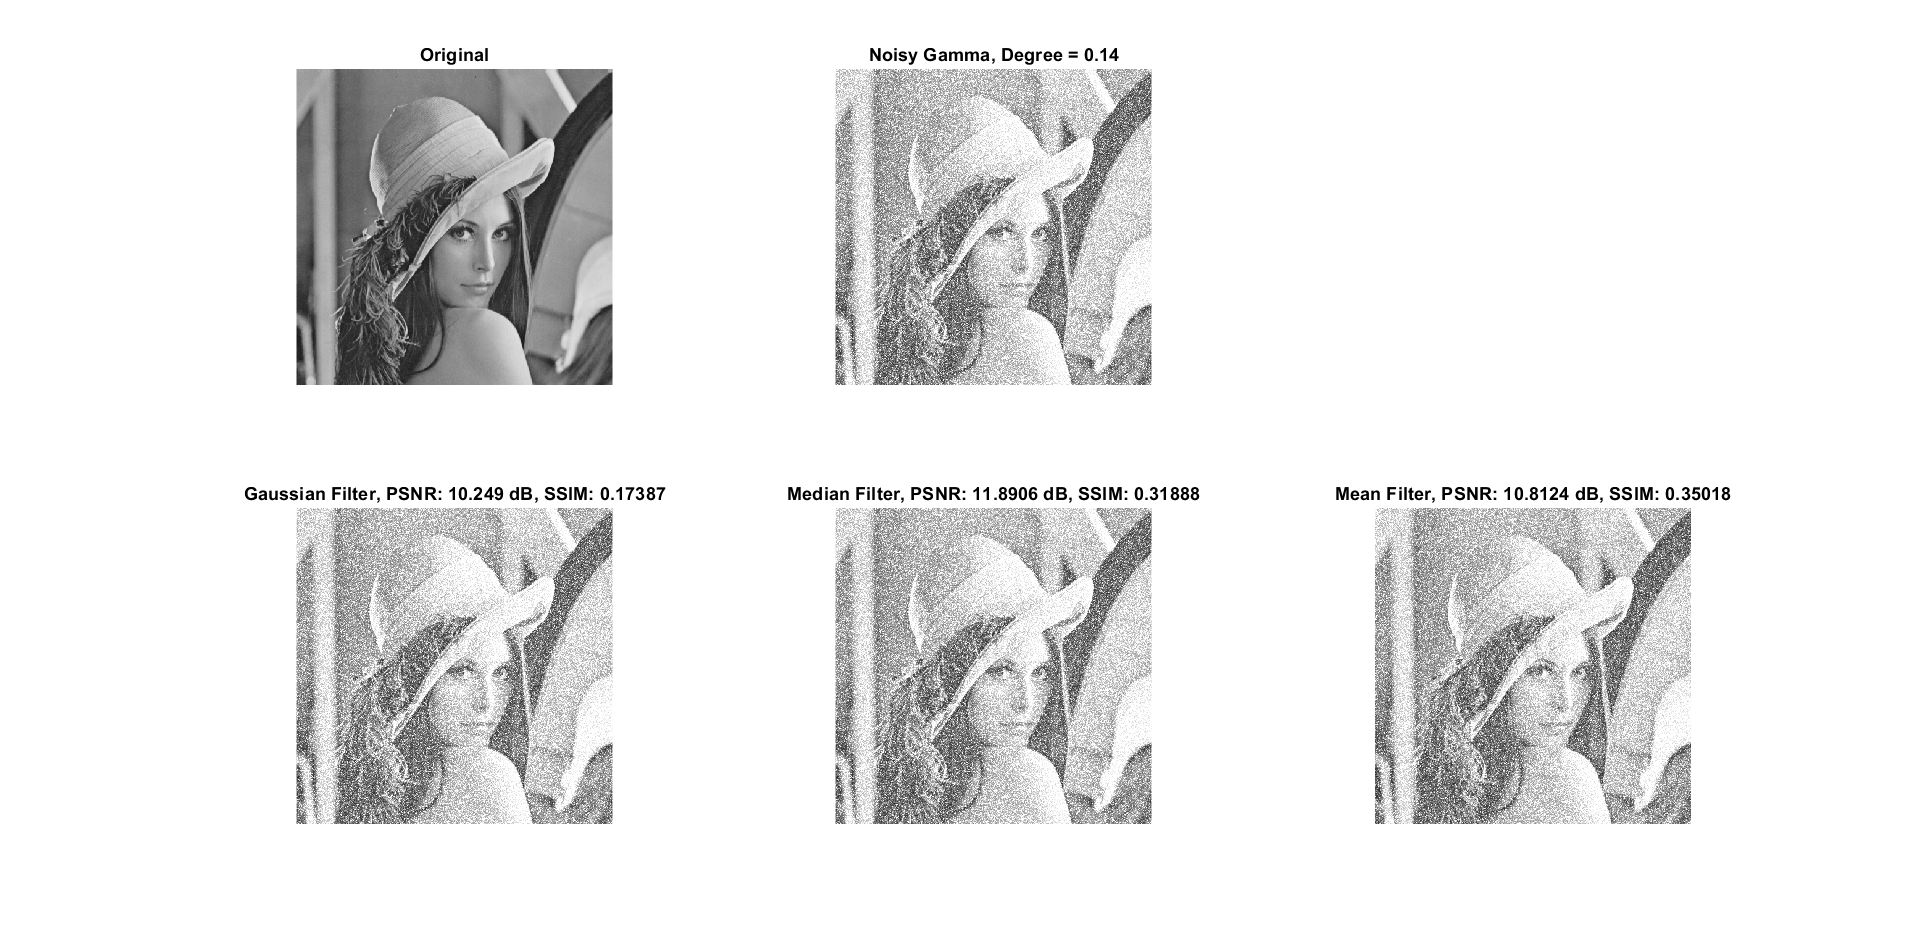 Original
Noisy Gamma, Degree = 0.14
Gaussian Filter, PSNR: 10.249 dB, SSIM: 0.17387
Median Filter, PSNR: 11.8906 dB, SSIM: 0.31888
Mean Filter, PSNR: 10.8124 dB, SSIM: 0.35018